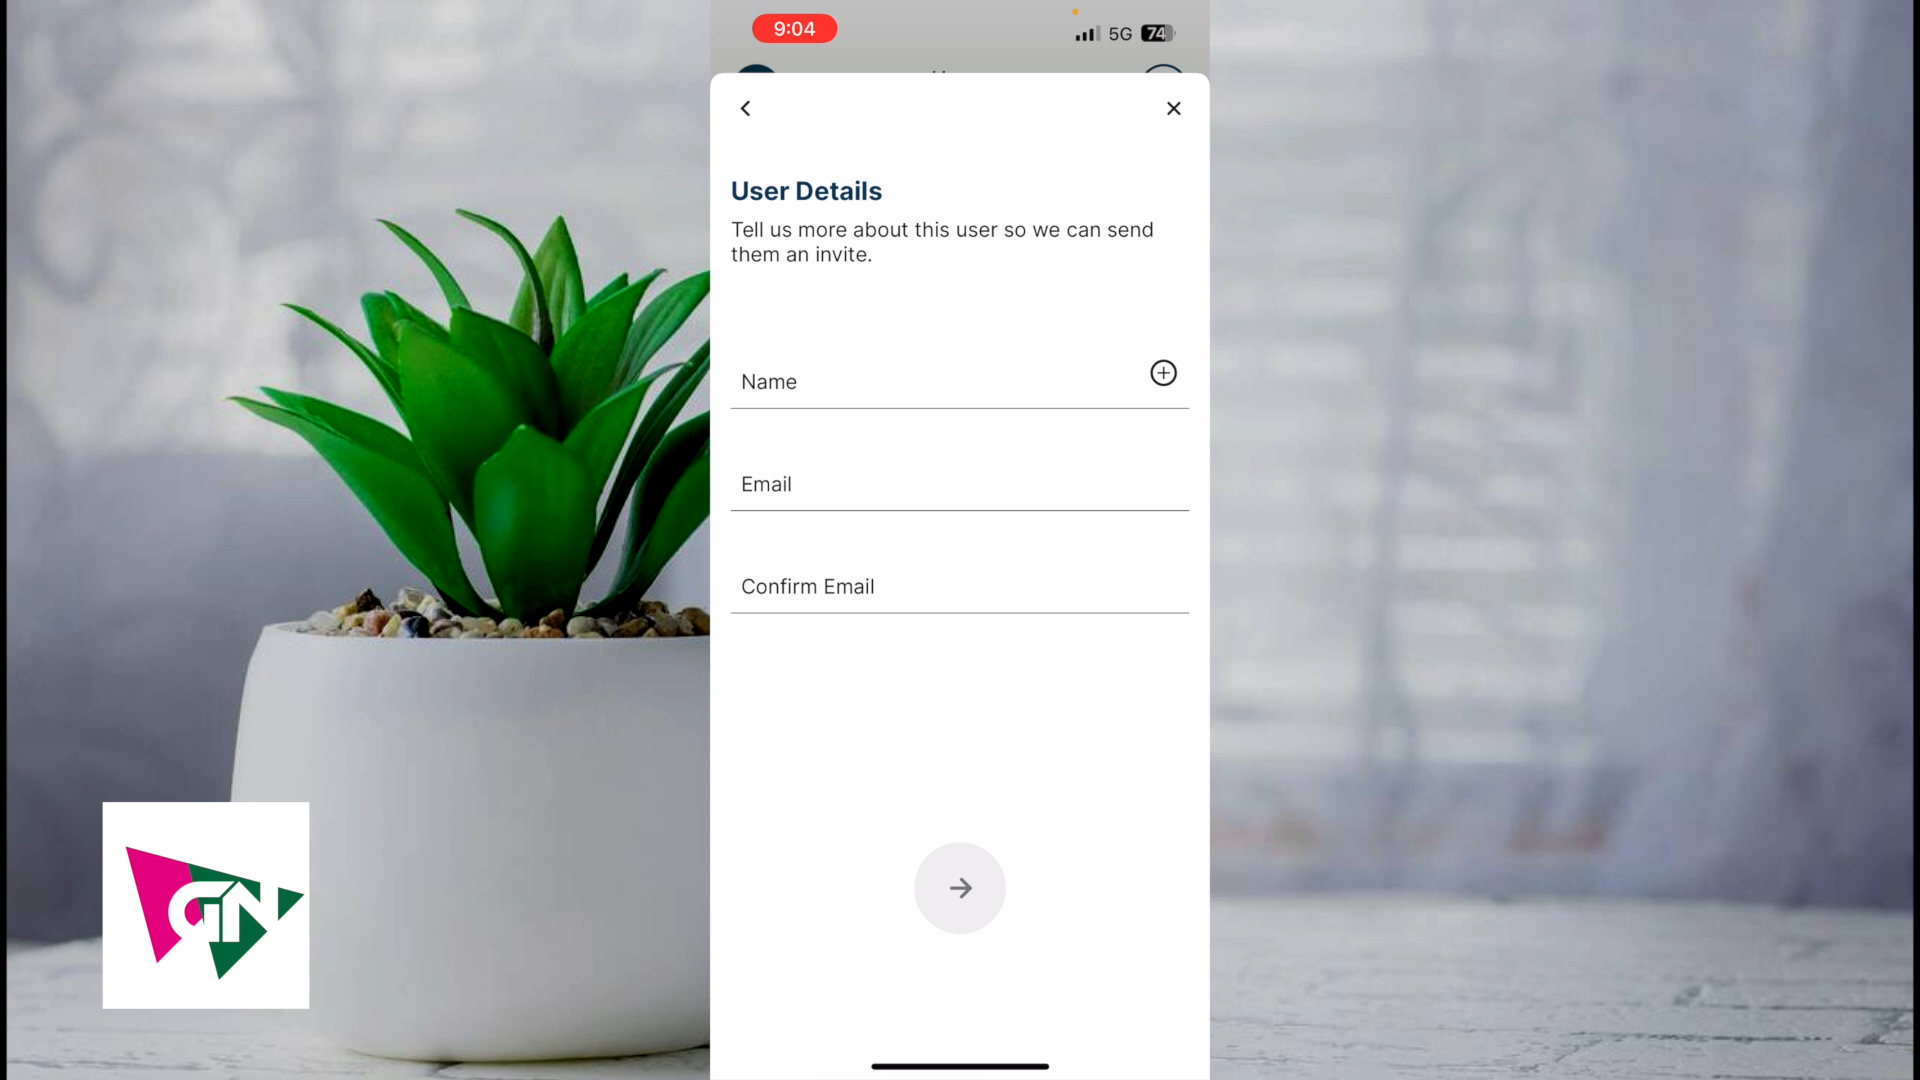 9:04
5G
74
User Details
Tell us more about this user so we can send
them an invite.
Name
Email
Confirm Email
GN